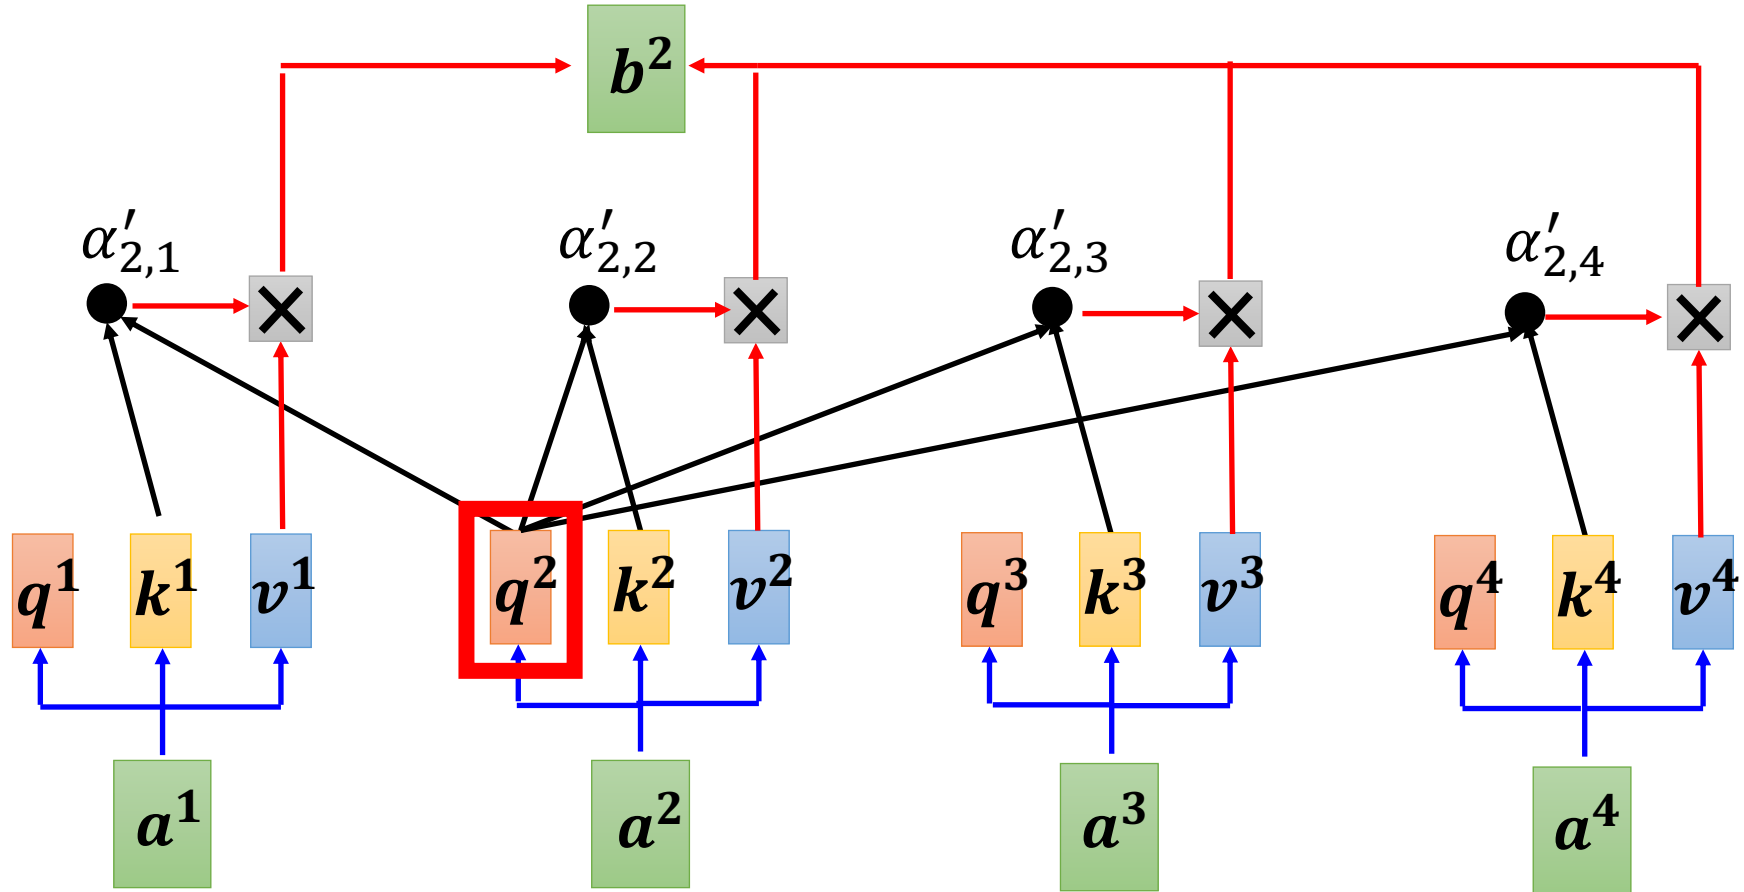 b²
α′₂,₁ α′₂,₂ α′₂,₃ α′₂,₄
× × × ×
q¹ k¹ v¹ q² k² v² q³ k³ v³ q⁴ k⁴ v⁴
a¹ a² a³ a⁴